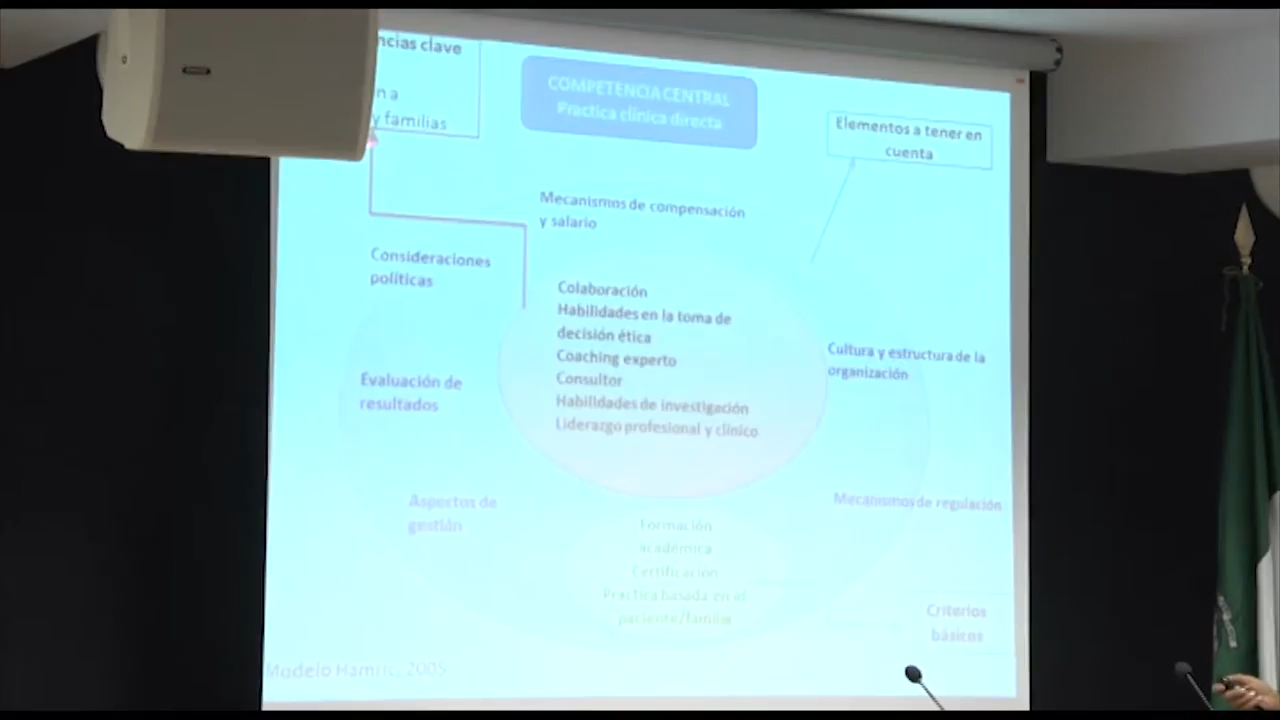 ncias clave
n a
y familias
COMPETENCIA CENTRAL
Practica clínica directa
Elementos a tener en
cuenta
Mecanismos de compensación
y salario
Consideraciones
políticas
Colaboración
Habilidades en la toma de
decisión ética
Coaching experto
Consultor
Habilidades de investigación
Liderazgo profesional y clínico
Cultura y estructura de la
organización
Evaluación de
resultados
Aspectos de
gestión
Mecanismos de regulación
Formación
académica
Certificación
Practica basada en el
paciente/familia
Criterios
básicos
Modelo Hamric, 2005